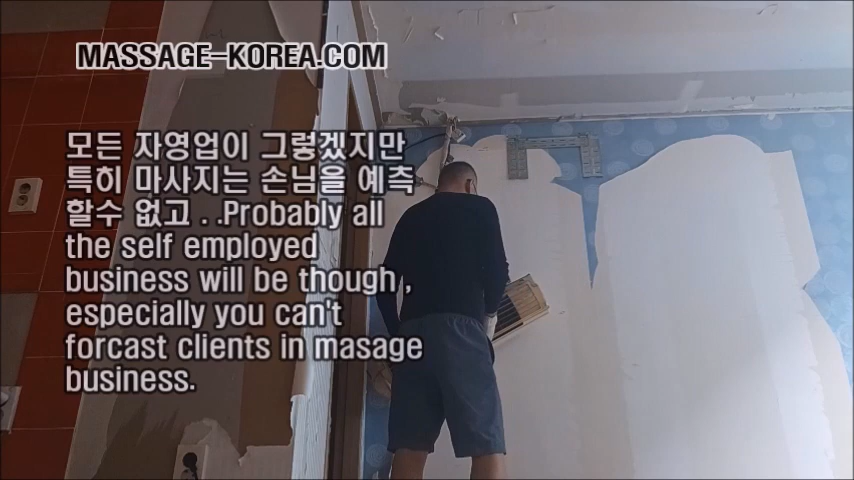 MASSAGE-KOREA.COM
모든 자영업이 그렇겠지만
특히 마사지는 손님을 예측
할수 없고 . .Probably all
the self employed
business will be though ,
especially you can't
forcast clients in masage
business.